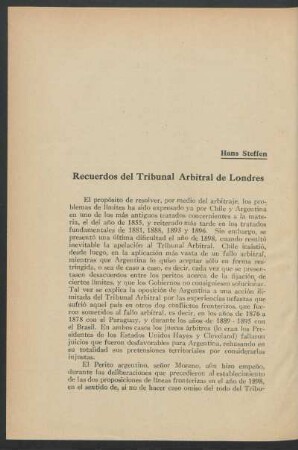 Hans Steffen
Recuerdos del Tribunal Arbitral de Londres
El propósito de resolver, por medio del arbitraje, los pro-
blemas de límites ha sido expresado ya por Chile y Argentina
en uno de los más antiguos tratados concernientes a la mate-
ria, el del año de 1855, y reiterado más tarde en los tratados
fundamentales de 1881, 1888, 1893 y 1896. Sin embargo, se
presentó una última dificultad el año de 1898, cuando resultó
inevitable la apelación al Tribunal Arbitral. Chile insistió,
desde luego, en la aplicación más vasta de un fallo arbitral,
mientras que Argentina lo quiso aceptar sólo en forma res-
tringida, o sea de caso a caso, es decir, cada vez que se presen-
tasen desacuerdos entre los peritos acerca de la fijación, de
ciertos límites, y que los Gobiernos no consiguiesen solucionar.
Tal vez se explica la oposición de Argentina a una acción ili-
mitada del Tribunal Arbitral por las experiencias nefastas que
sufrió aquel país en otros dos conflictos fronterizos, que fue-
ron sometidos al fallo arbitral, es decir, en los años de 1876 a
1878 con el Paraguay, y durante los años de 1889 - 1895 con
el Brasil. En ambos casos los jueces árbitros (lo eran los Pre-
sidentes de los Estados Unidos Hayes y Cleveland) fallaron
juicios que fueron desfavorables para Argentina, rehusando en
su totalidad sus pretensiones territoriales por considerarlos
injustas.
El Perito argentino, señor Moreno, aún bien empeño,
durante las deliberaciones que precedieron al establecimiento
de las dos proposiciones de líneas fronterizas en el año de 1898,
en el sentido de, si no de hacer caso omiso del todo del Tribu-